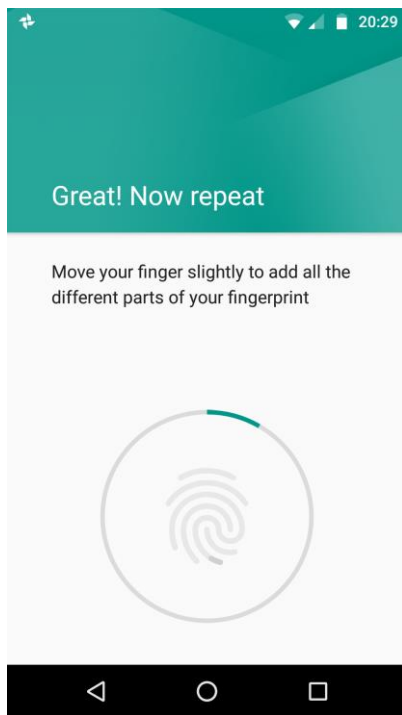 20:29
Great! Now repeat
Move your finger slightly to add all the
different parts of your fingerprint